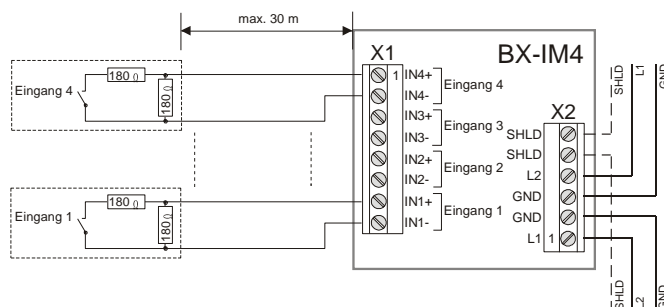 max. 30 m
X1
BX-IM4
180 Ω
180 Ω
Eingang 4
1
IN4+
IN4-
Eingang 4
IN3+
IN3-
Eingang 3
IN2+
IN2-
Eingang 2
IN1+
IN1-
Eingang 1
180 Ω
180 Ω
Eingang 1
X2
SHLD
SHLD
L2
GND
GND
L1 1
SHLD
L1
GND
SHLD
L2
GND